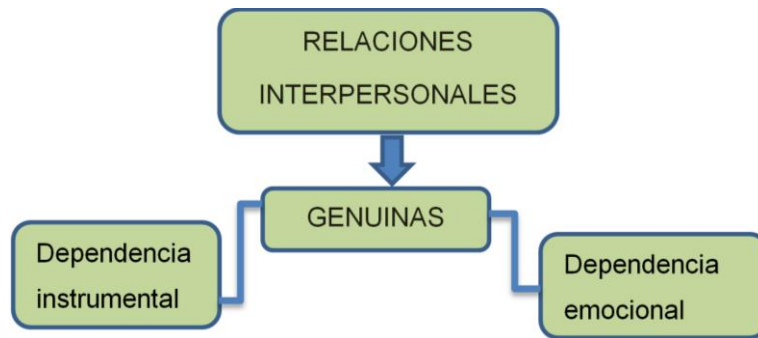 RELACIONES
INTERPERSONALES
GENUINAS
Dependencia
instrumental
Dependencia
emocional